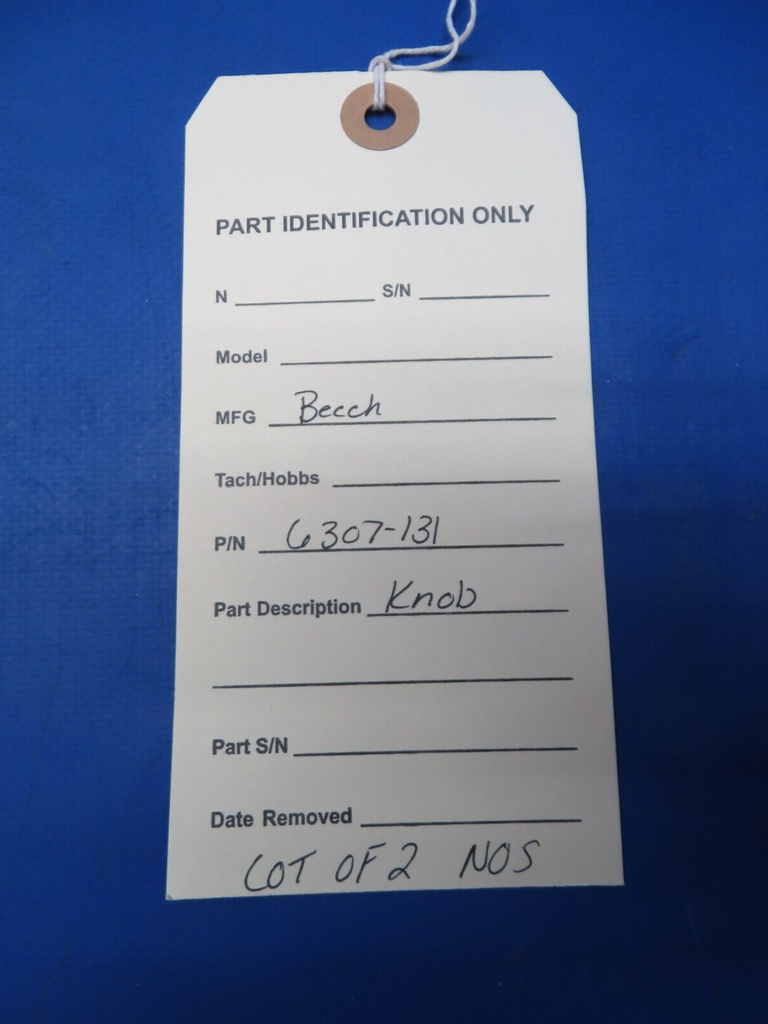 PART IDENTIFICATION ONLY
N S/N
Model
MFG Beech
Tach/Hobbs
P/N 6307-131
Part Description Knob
Part S/N
Date Removed
LOT OF 2 NOS